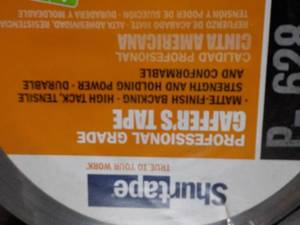 Shurtape
TRUE TO YOUR WORK.
PROFESSIONAL GRADE
GAFFER'S TAPE
• MATTE-FINISH BACKING · HIGH TACK, TENSILE
STRENGTH AND HOLDING POWER · DURABLE
AND CONFORMABLE
CALIDAD PROFESIONAL
CINTA AMERICANA
ACABADO MATE · ALTA ADHESIVIDAD, RESISTENCIA
TENSIÓN Y PODER DE SUJECIÓN · DURADERA Y MOLDEABLE
P- 628